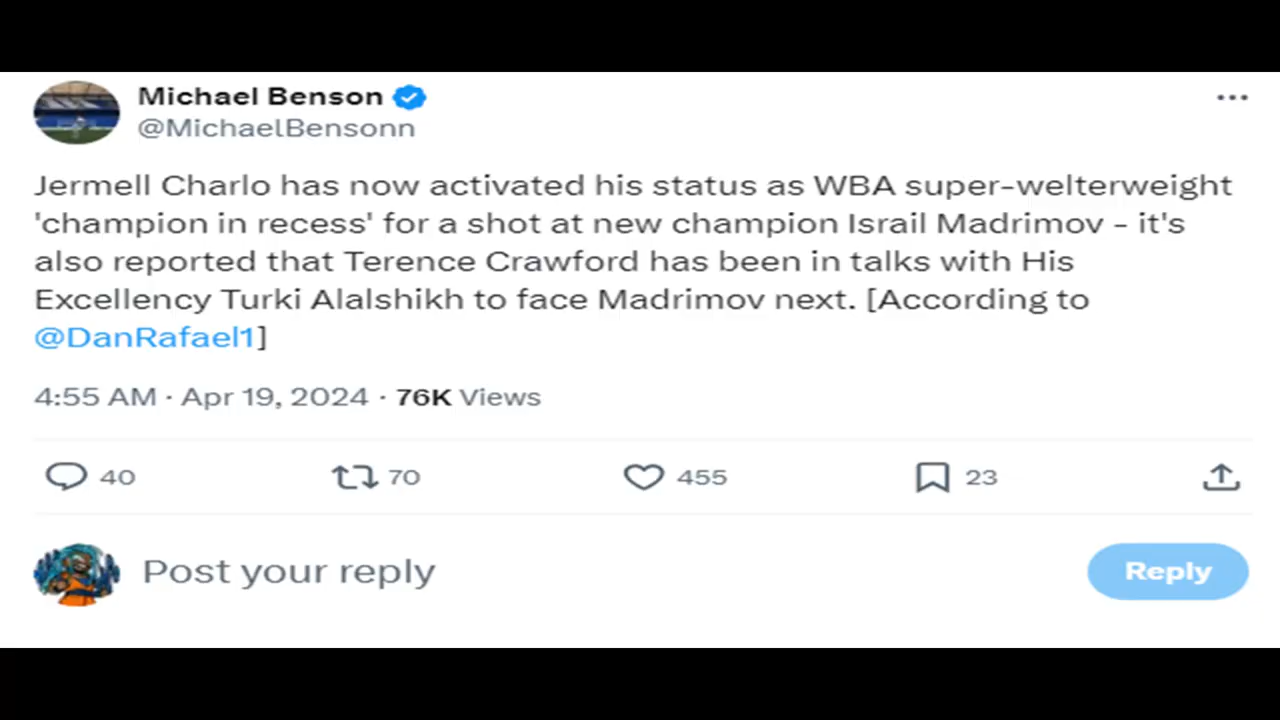 Michael Benson
@MichaelBensonn
Jermell Charlo has now activated his status as WBA super-welterweight
'champion in recess' for a shot at new champion Israil Madrimov - it's
also reported that Terence Crawford has been in talks with His
Excellency Turki Alalshikh to face Madrimov next. [According to
@DanRafael1]
4:55 AM · Apr 19, 2024 · 76K Views
40 70 455 23
Post your reply Reply